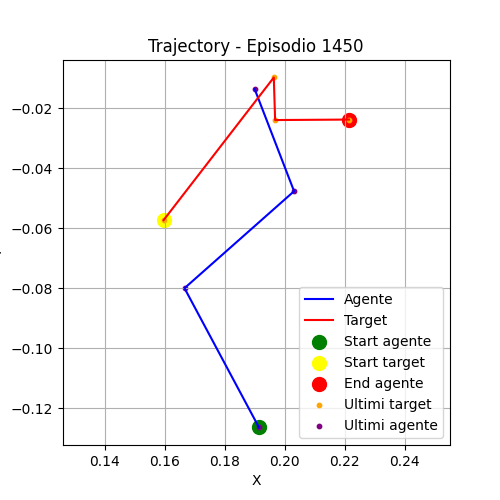 Trajectory - Episodio 1450
−0.02
−0.04
−0.06
−0.08
−0.10
−0.12
0.14
0.16
0.18
0.20
0.22
0.24
X
Agente
Target
Start agente
Start target
End agente
Ultimi target
Ultimi agente